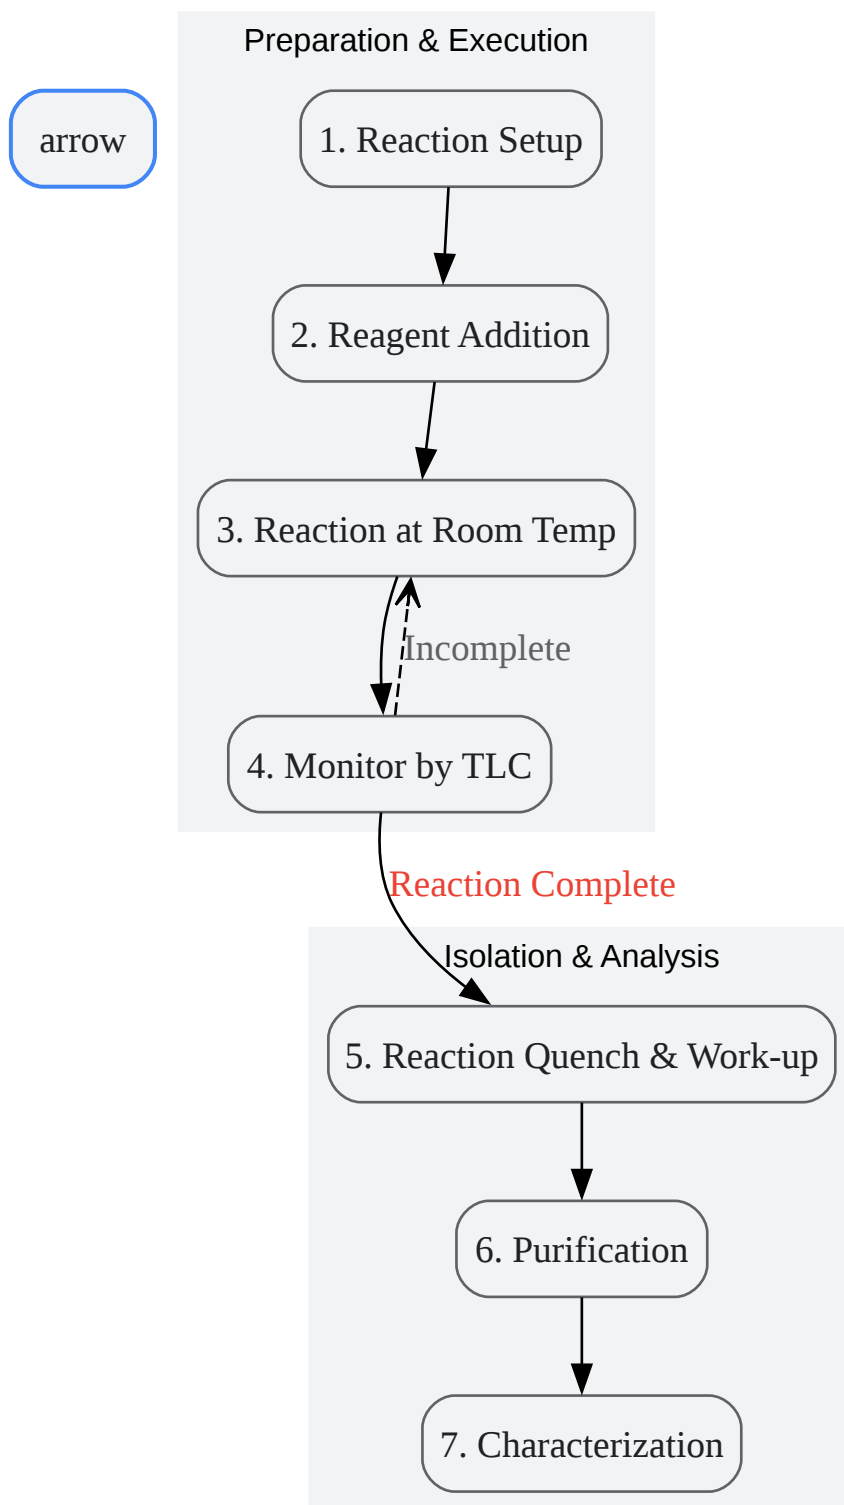 Preparation & Execution
arrow
1. Reaction Setup
2. Reagent Addition
3. Reaction at Room Temp
Incomplete
4. Monitor by TLC
Reaction Complete
Isolation & Analysis
5. Reaction Quench & Work-up
6. Purification
7. Characterization